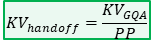 KV_handoff = KV_GQA / PP